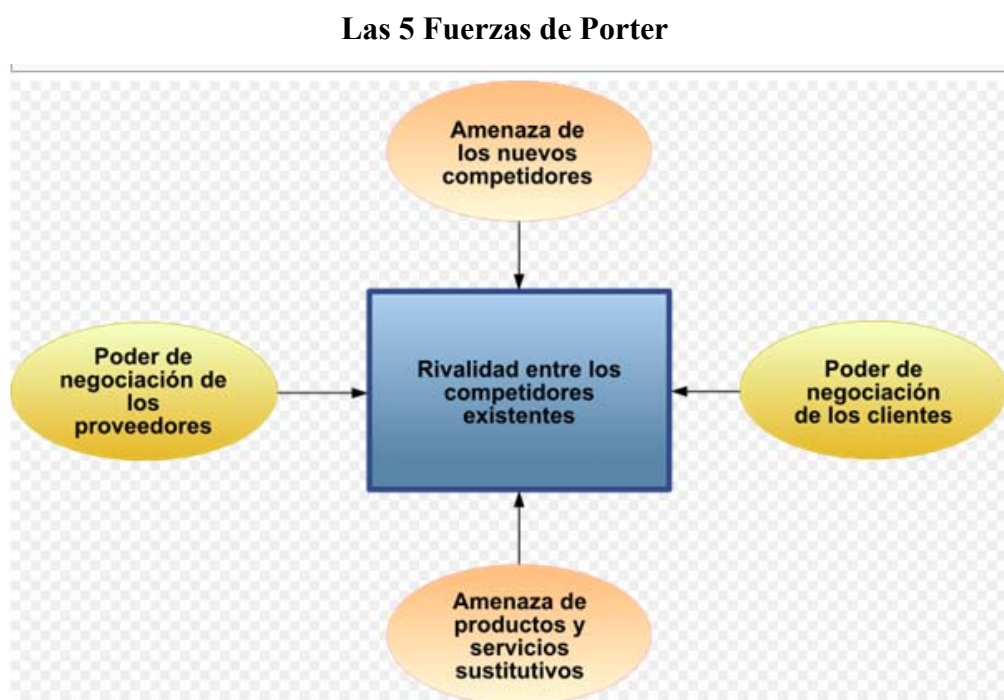 Las 5 Fuerzas de Porter
Amenaza de
los nuevos
competidores
Poder de
negociación de
los
proveedores
Rivalidad entre los
competidores
existentes
Poder de
negociación
de los clientes
Amenaza de
productos y
servicios
sustitutivos